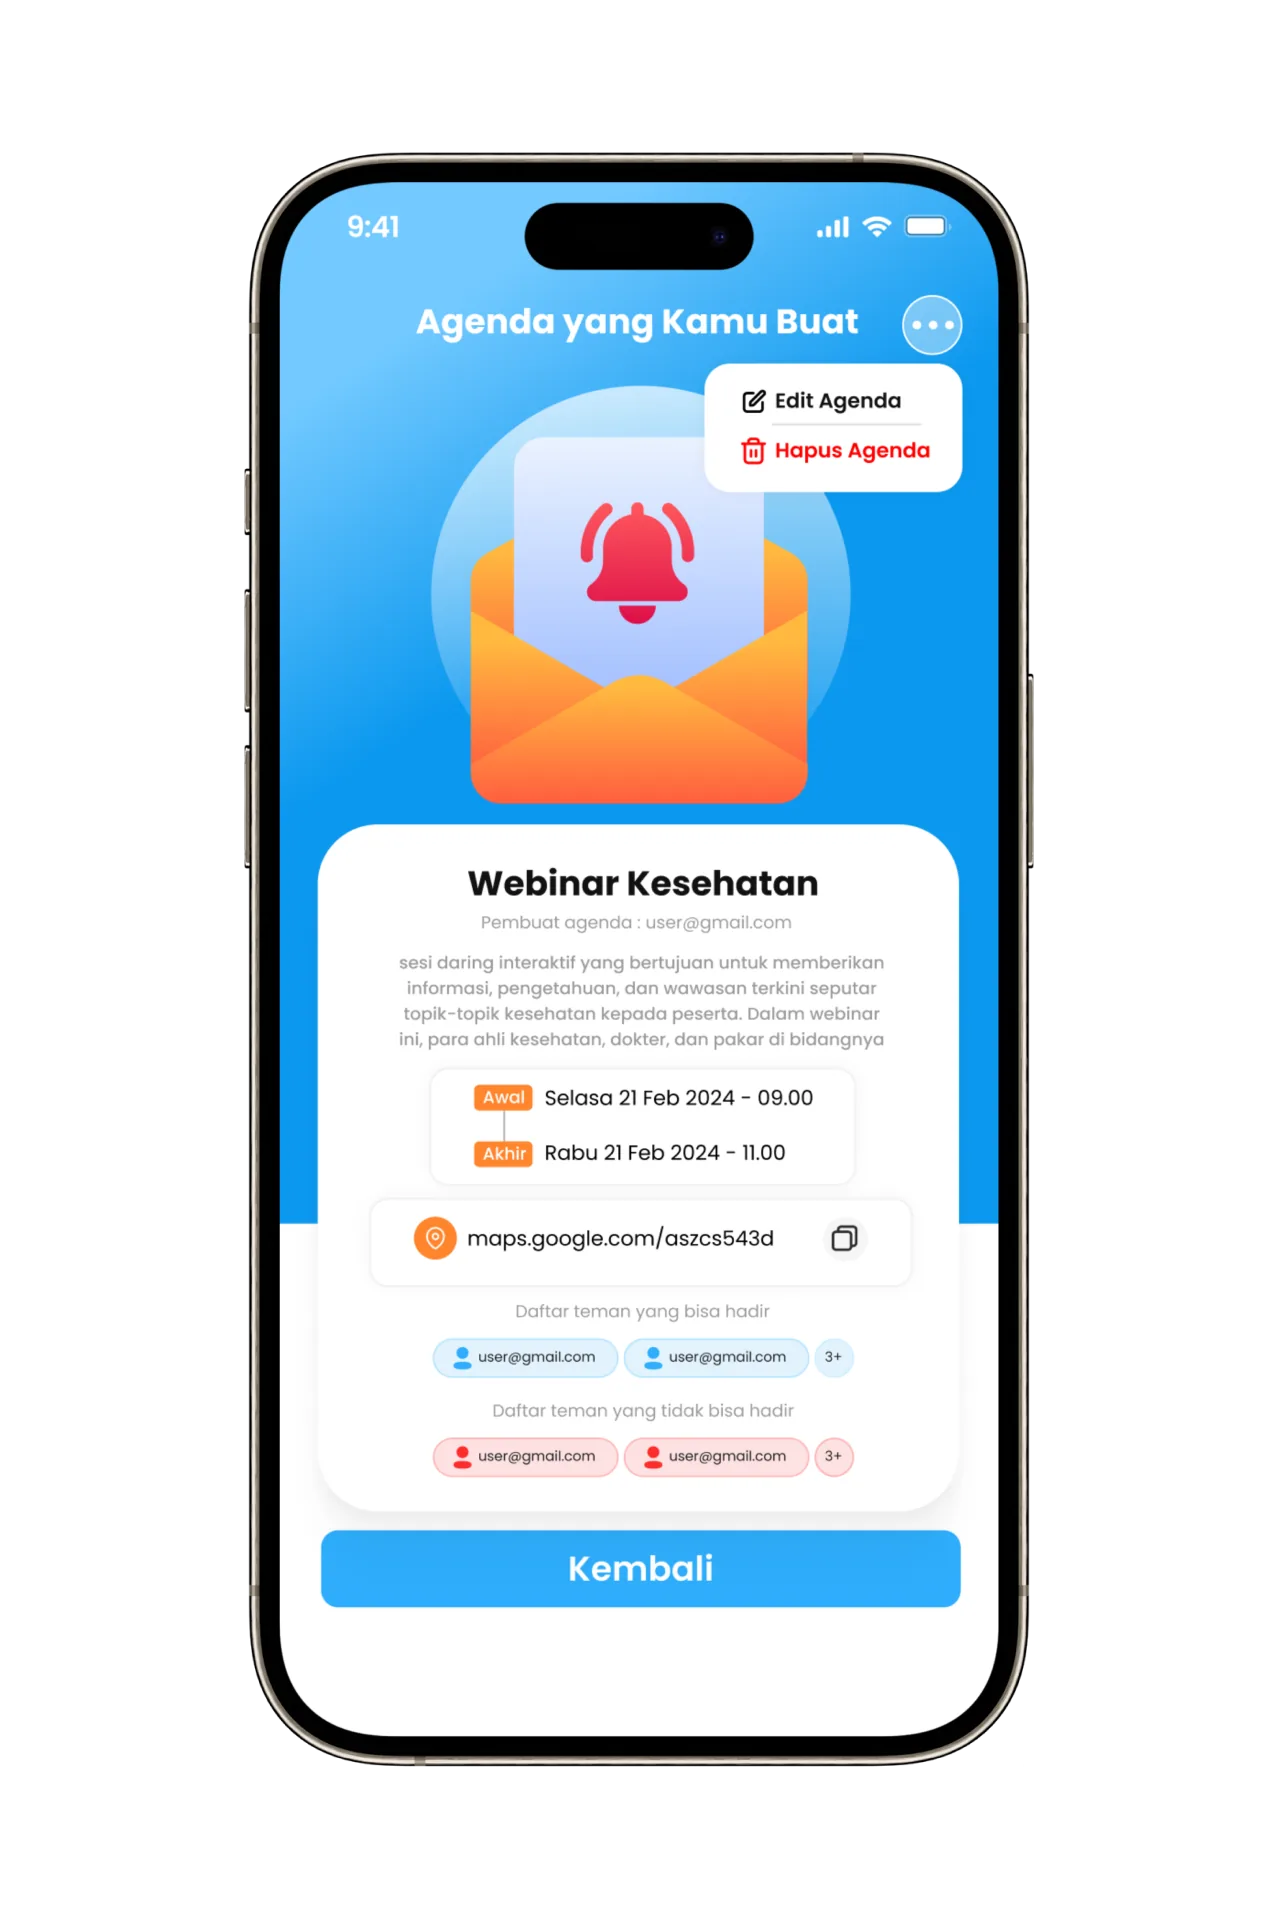 9:41
Agenda yang Kamu Buat
Edit Agenda
Hapus Agenda
Webinar Kesehatan
Pembuat agenda : user@gmail.com
sesi daring interaktif yang bertujuan untuk memberikan
informasi, pengetahuan, dan wawasan terkini seputar
topik-topik kesehatan kepada peserta. Dalam webinar
ini, para ahli kesehatan, dokter, dan pakar di bidangnya
Awal Selasa 21 Feb 2024 - 09.00
Akhir Rabu 21 Feb 2024 - 11.00
maps.google.com/aszcs543d
Daftar teman yang bisa hadir
user@gmail.com user@gmail.com 3+
Daftar teman yang tidak bisa hadir
user@gmail.com user@gmail.com 3+
Kembali